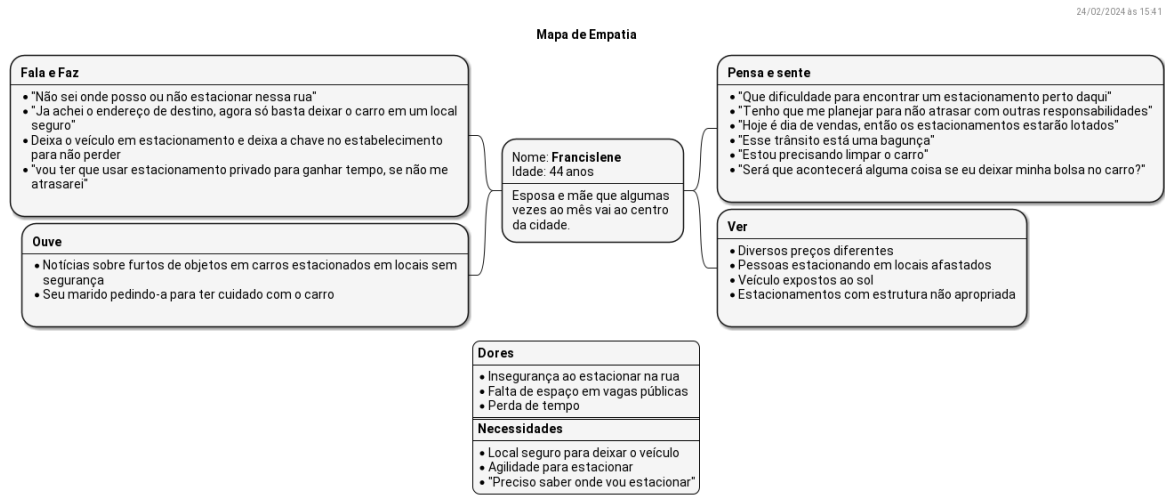 24/02/2024 às 15:41
Mapa de Empatia
Fala e Faz
• "Não sei onde posso ou não estacionar nessa rua"
• "Ja achei o endereço de destino, agora só basta deixar o carro em um local
seguro"
• Deixa o veículo em estacionamento e deixa a chave no estabelecimento
para não perder
• "vou ter que usar estacionamento privado para ganhar tempo, se não me
atrasarei"
Ouve
• Notícias sobre furtos de objetos em carros estacionados em locais sem
segurança
• Seu marido pedindo-a para ter cuidado com o carro
Nome: Francislene
Idade: 44 anos
Esposa e mãe que algumas
vezes ao mês vai ao centro
da cidade.
Pensa e sente
• "Que dificuldade para encontrar um estacionamento perto daqui"
• "Tenho que me planejar para não atrasar com outras responsabilidades"
• "Hoje é dia de vendas, então os estacionamentos estarão lotados"
• "Esse trânsito está uma bagunça"
• "Estou precisando limpar o carro"
• "Será que acontecerá alguma coisa se eu deixar minha bolsa no carro?"
Ver
• Diversos preços diferentes
• Pessoas estacionando em locais afastados
• Veículo expostos ao sol
• Estacionamentos com estrutura não apropriada
Dores
• Insegurança ao estacionar na rua
• Falta de espaço em vagas públicas
• Perda de tempo
Necessidades
• Local seguro para deixar o veículo
• Agilidade para estacionar
• "Preciso saber onde vou estacionar"